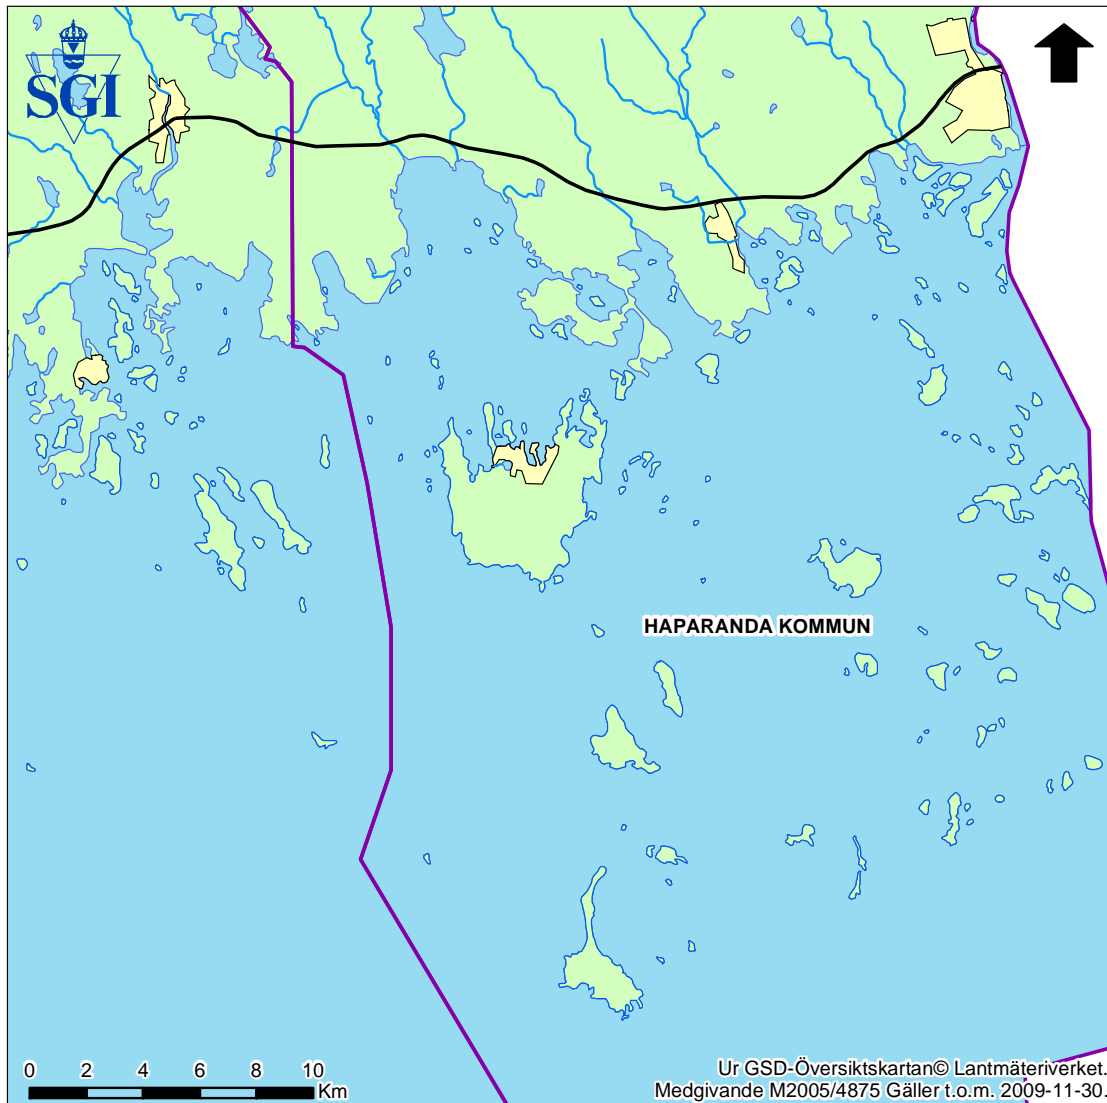 SGI
HAPARANDA KOMMUN
0 2 4 6 8 10
Km
Ur GSD-Översiktskartan© Lantmäteriverket.
Medgivande M2005/4875 Gäller t.o.m. 2009-11-30.